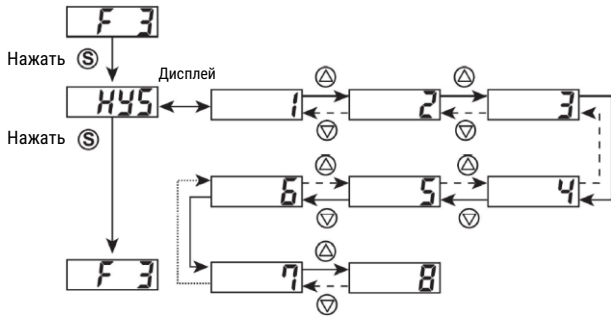 F 3
Нажать S
Дисплей
HYS 1 2 3
Нажать S
6 5 4
F 3 7 8